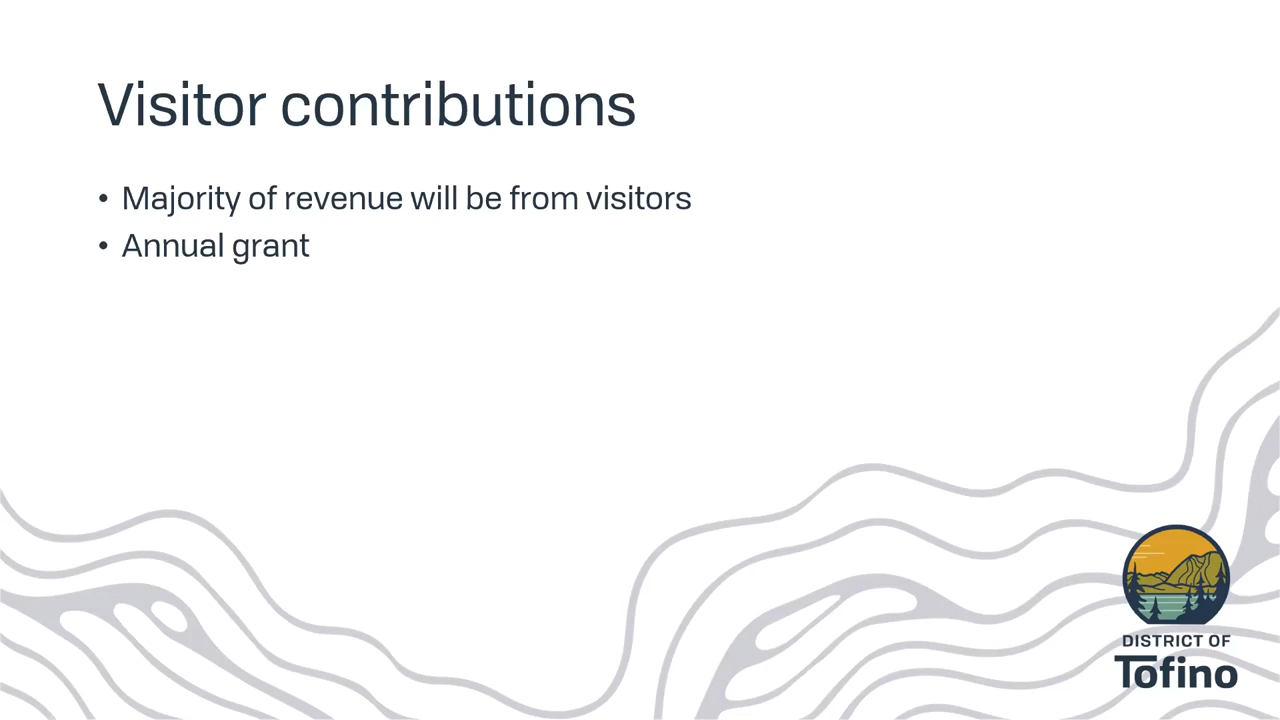 Visitor contributions
• Majority of revenue will be from visitors
• Annual grant
DISTRICT OF
Tofino